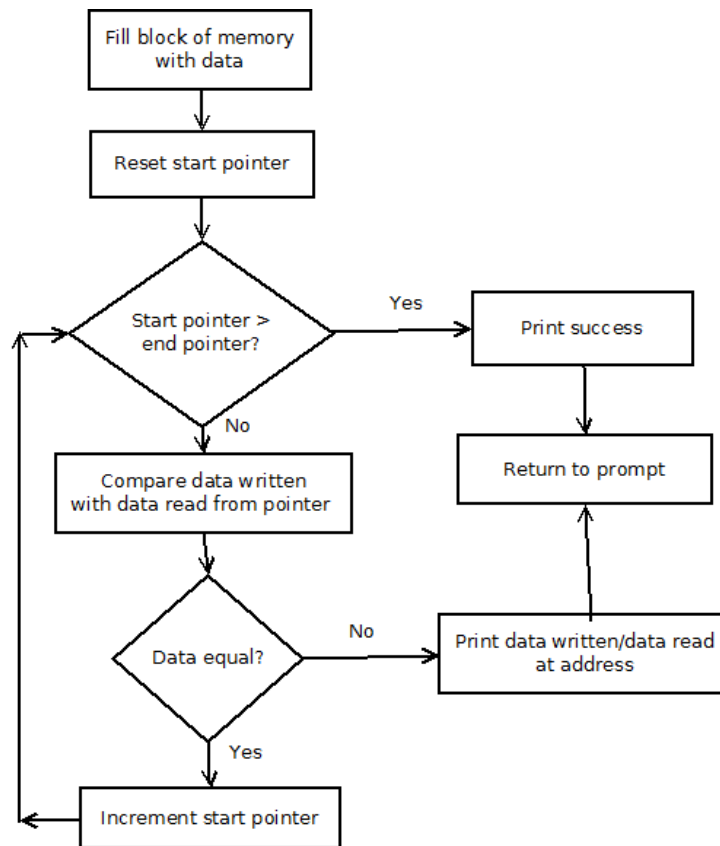 Fill block of memory
with data
Reset start pointer
Start pointer >
end pointer?
Yes
Print success
No
Compare data written
with data read from pointer
Return to prompt
Data equal?
No
Print data written/data read
at address
Yes
Increment start pointer